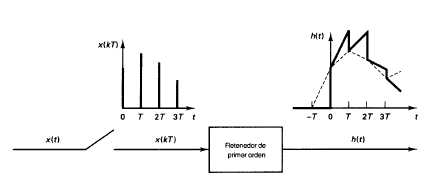 x(kT)
h(t)
0 T 2T 3T t
-T 0 T 2T 3T t
x(t)
x(kT)
Retenedor de
primer orden
h(t)